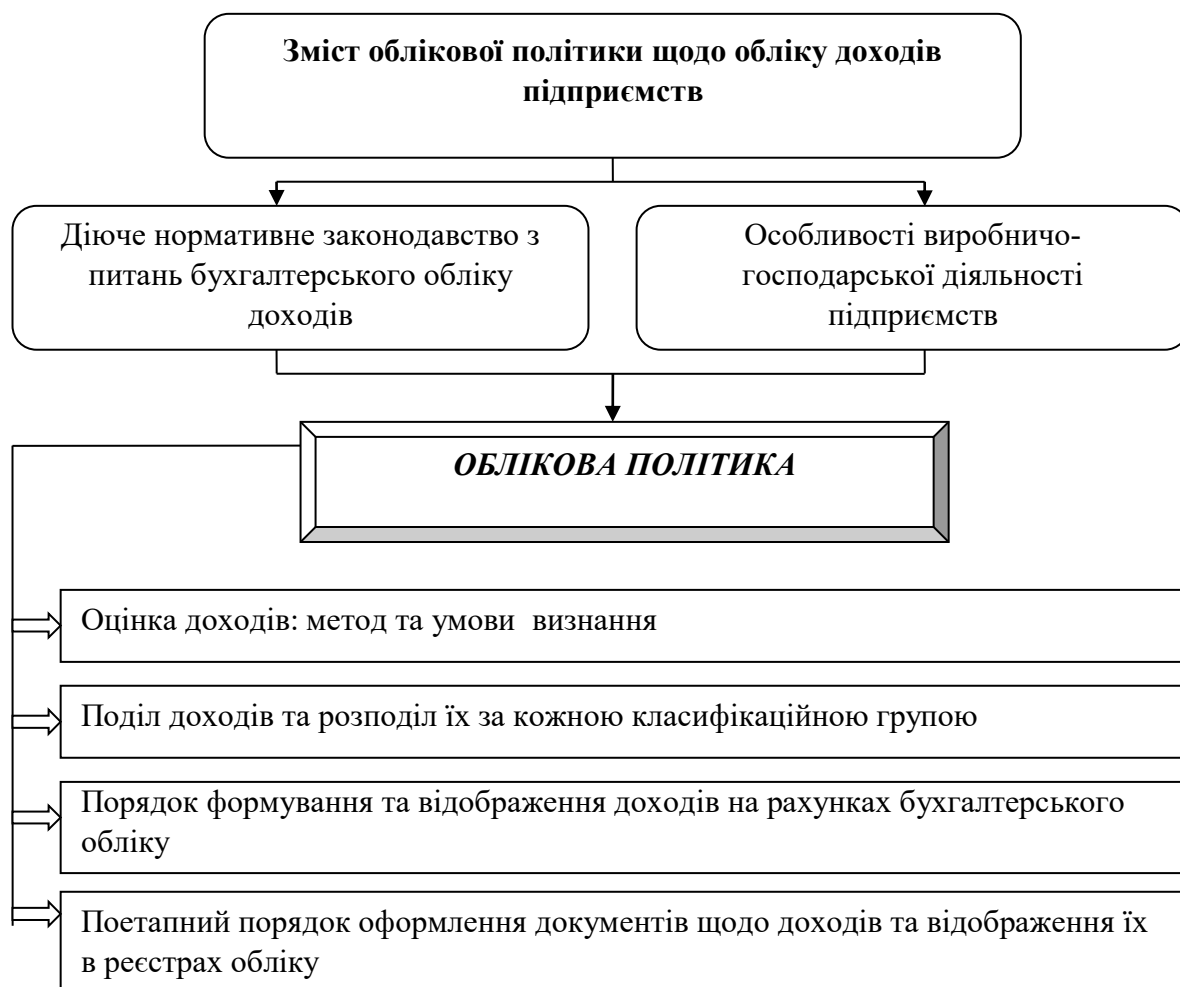 Зміст облікової політики щодо обліку доходів
підприємств
Діюче нормативне законодавство з
питань бухгалтерського обліку
доходів
Особливості виробничо-
господарської діяльності
підприємств
ОБЛІКОВА ПОЛІТИКА
Оцінка доходів: метод та умови визнання
Поділ доходів та розподіл їх за кожною класифікаційною групою
Порядок формування та відображення доходів на рахунках бухгалтерського
обліку
Поетапний порядок оформлення документів щодо доходів та відображення їх
в реєстрах обліку